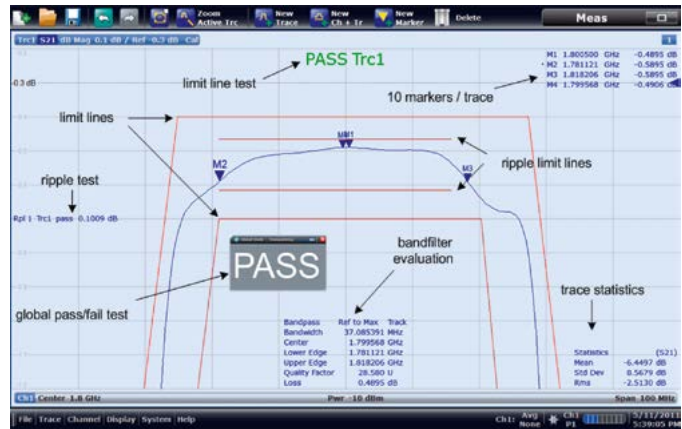 Zoom Active Trc
New Trace
New Ch + Tr
New Marker
Delete
Meas
Trc1 S21 dB Mag 0.1 dB / Ref -0.3 dB Cal
1
PASS Trc1
M1 1.800500 GHz -0.4895 dB
M2 1.781121 GHz -0.5895 dB
M3 1.818206 GHz -0.5895 dB
M4 1.799568 GHz -0.4906 dB
-0.3 dB
limit line test
10 markers / trace
limit lines
M1
M2
M3
ripple limit lines
ripple test
Rpl 1 Trc1 pass 0.1009 dB
PASS
bandfilter evaluation
trace statistics
global pass/fail test
Bandpass Ref to Max Track
Bandwidth 37.085391 MHz
Center 1.799568 GHz
Lower Edge 1.781121 GHz
Upper Edge 1.818206 GHz
Quality Factor 28.580 U
Loss 0.4895 dB
Statistics (S21)
Mean -6.4497 dB
Std Dev 8.5679 dB
Rms -2.5130 dB
Ch1 Center 1.8 GHz
Pwr -10 dBm
Span 100 MHz
File Trace Channel Display System Help
Ch1: Avg None
Ch1 P1
5/11/2011
5:39:05 PM